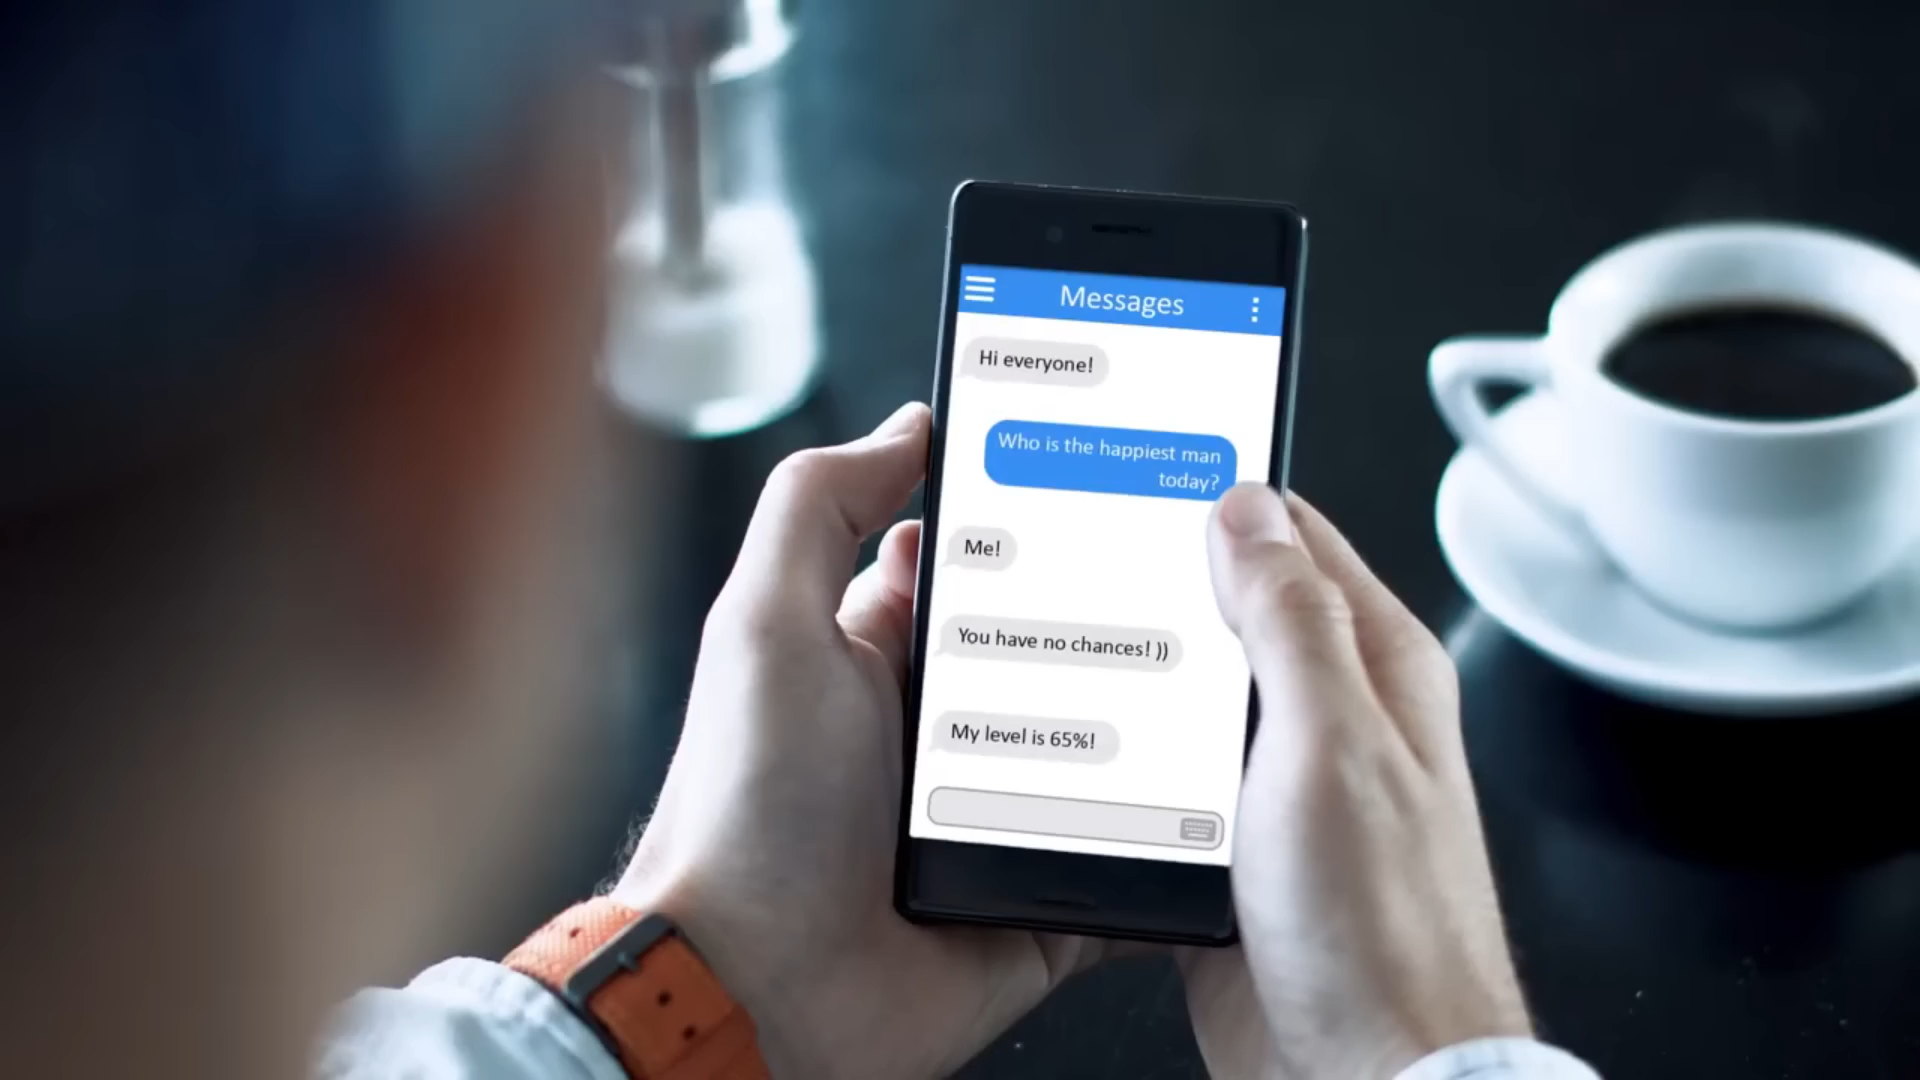 Messages
Hi everyone!
Who is the happiest man
today?
Me!
You have no chances! ))
My level is 65%!